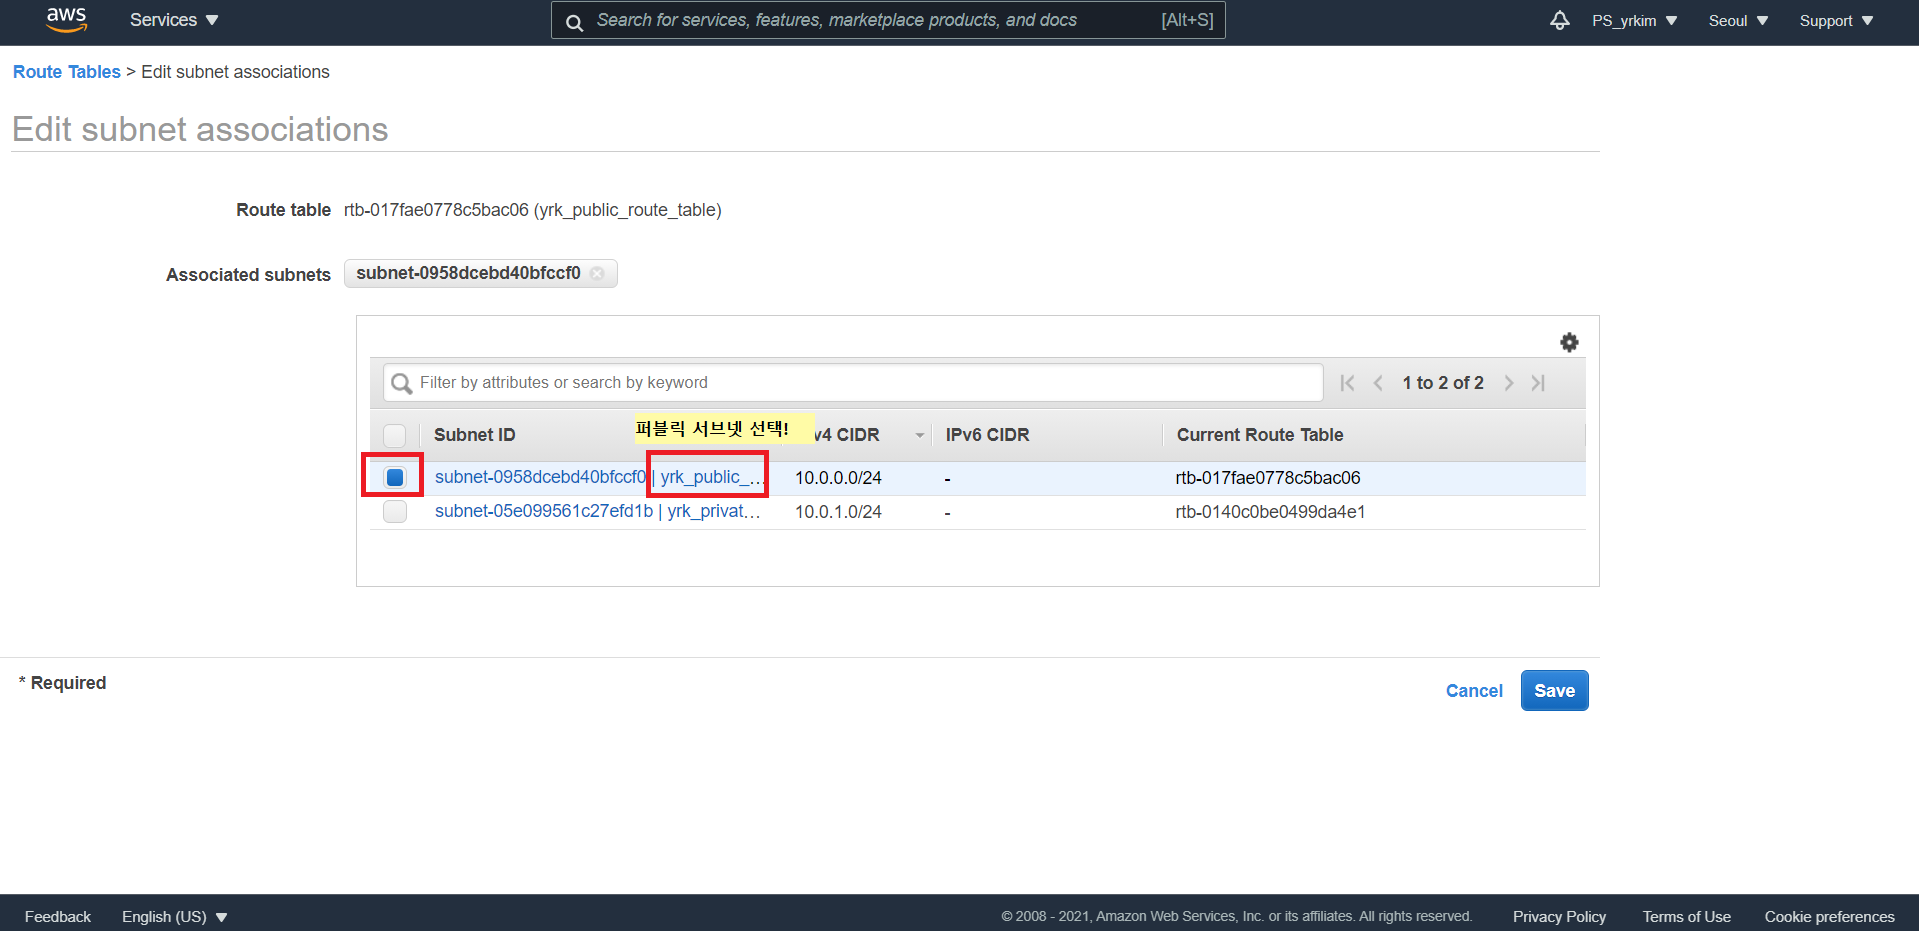 aws Services Search for services, features, marketplace products, and docs [Alt+S] PS_yrkim Seoul Support
Route Tables > Edit subnet associations
Edit subnet associations
Route table rtb-017fae0778c5bac06 (yrk_public_route_table)
Associated subnets subnet-0958dcebd40bfccf0
Filter by attributes or search by keyword 1 to 2 of 2
퍼블릭 서브넷 선택!
Subnet ID v4 CIDR IPv6 CIDR Current Route Table
subnet-0958dcebd40bfccf0 | yrk_public_... 10.0.0.0/24 - rtb-017fae0778c5bac06
subnet-05e099561c27efd1b | yrk_privat... 10.0.1.0/24 - rtb-0140c0be0499da4e1
* Required
Cancel Save
Feedback English (US) © 2008 - 2021, Amazon Web Services, Inc. or its affiliates. All rights reserved. Privacy Policy Terms of Use Cookie preferences